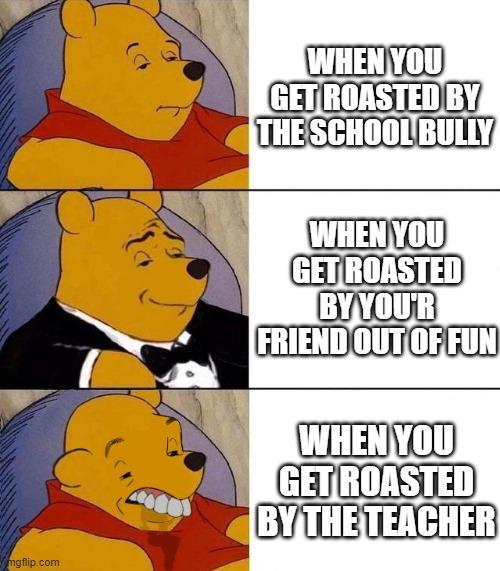 WHEN YOU
GET ROASTED BY
THE SCHOOL BULLY
WHEN YOU
GET ROASTED
BY YOU'R
FRIEND OUT OF FUN
WHEN YOU
GET ROASTED
BY THE TEACHER
imgflip.com